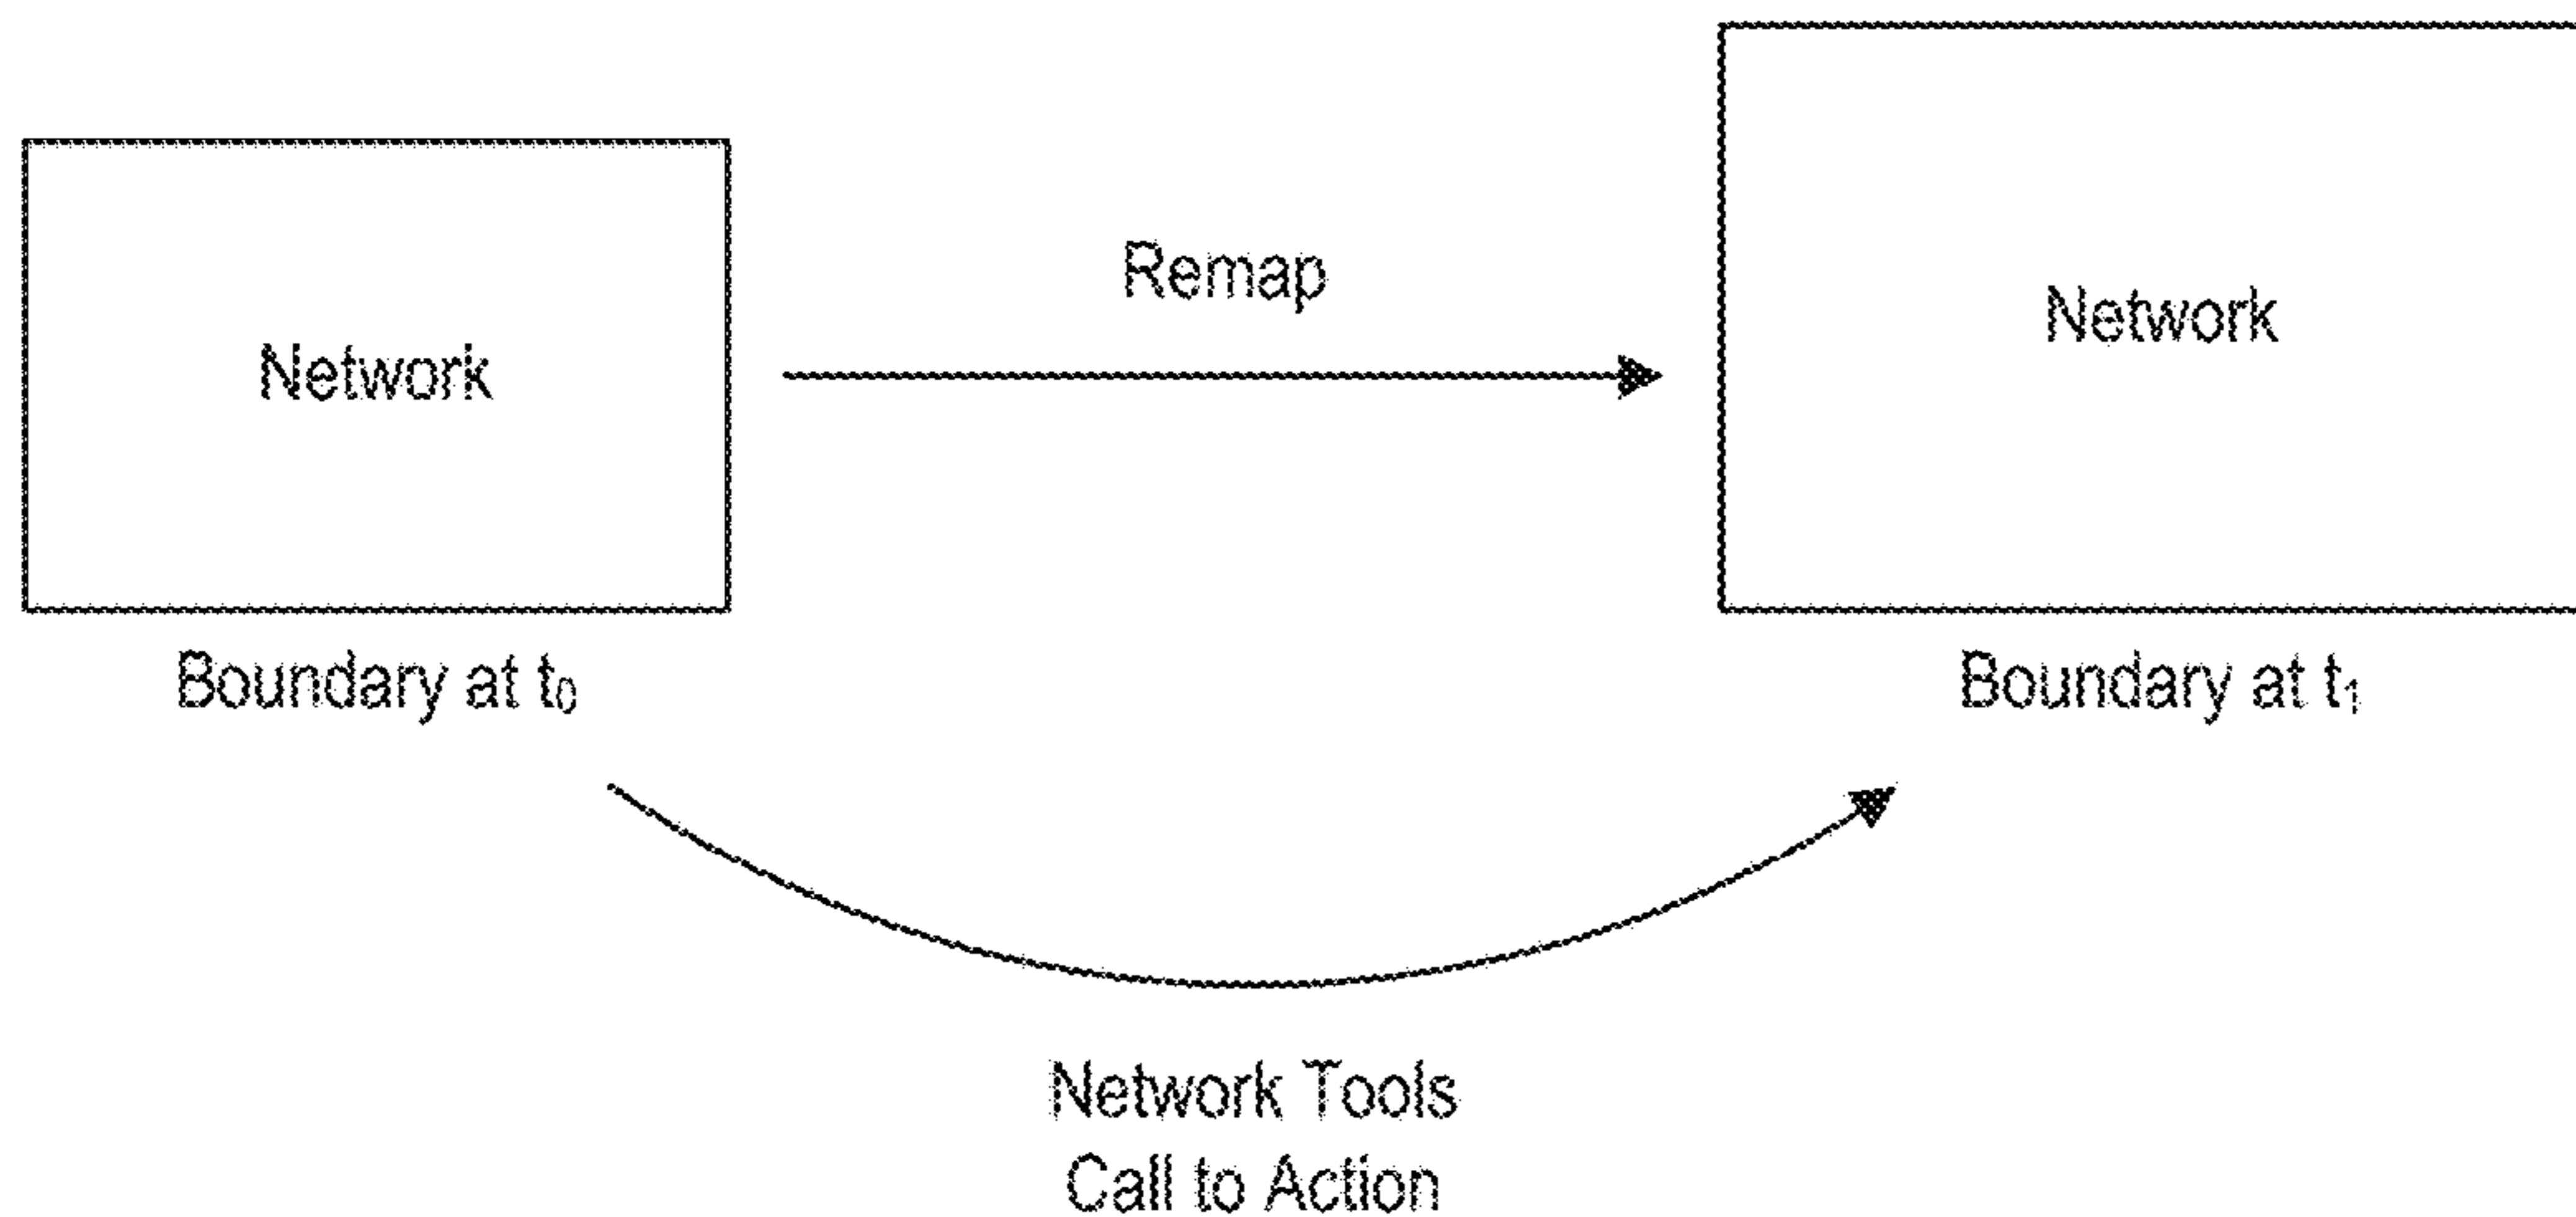 Remap
Network
Network
Boundary at t₀
Boundary at t₁
Network Tools
Call to Action